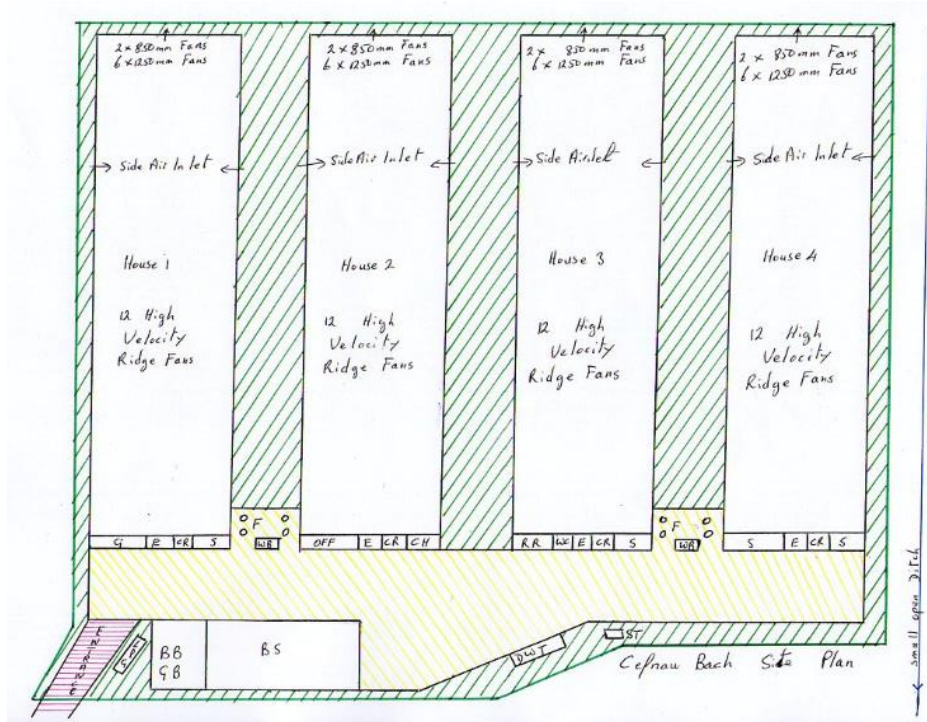 2 x 850mm Fans
6 x 1250mm Fans
2 x 850mm Fans
6 x 1250mm Fans
2 x 850mm Fans
6 x 1250mm Fans
2 x 850mm Fans
6 x 1250mm Fans
Side Air Inlet
Side Air Inlet
Side Air
Side Air Inlet
House 1
House 2
House 3
House 4
12 High
Velocity
Ridge Fans
12 High
Velocity
Ridge Fans
12 High
Velocity
Ridge Fans
12 High
Velocity
Ridge Fans
F
WB
F
WB
G E CR S
OFF E CR CH
RR WC E CR S
S E CR S
ENTRANCE
BB
GB
BS
DWT
ST
Cefnau Bach Site Plan
small open Ditch